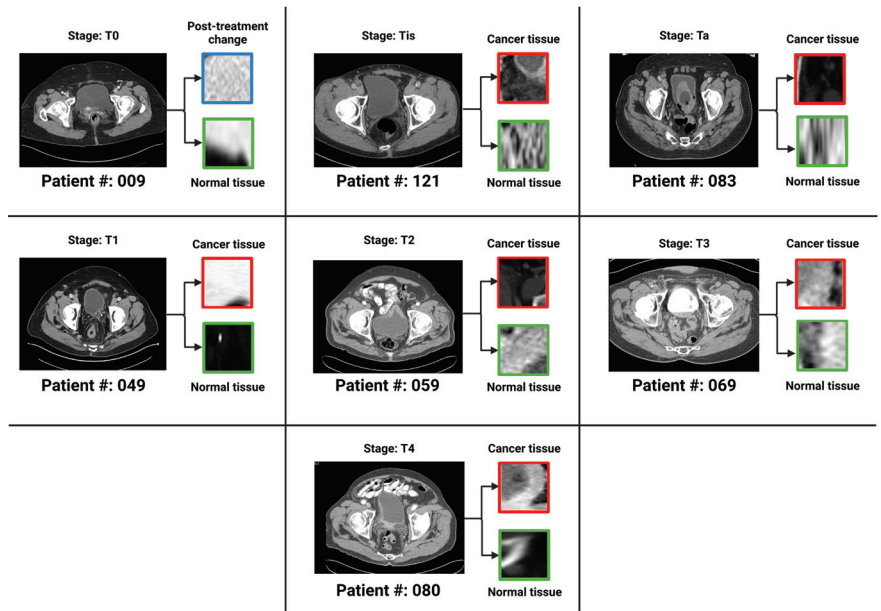 Stage: T0
Post-treatment
change
Patient #: 009
Normal tissue
Stage: Tis
Cancer tissue
Patient #: 121
Normal tissue
Stage: Ta
Cancer tissue
Patient #: 083
Normal tissue
Stage: T1
Cancer tissue
Patient #: 049
Normal tissue
Stage: T2
Cancer tissue
Patient #: 059
Normal tissue
Stage: T3
Cancer tissue
Patient #: 069
Normal tissue
Stage: T4
Cancer tissue
Patient #: 080
Normal tissue